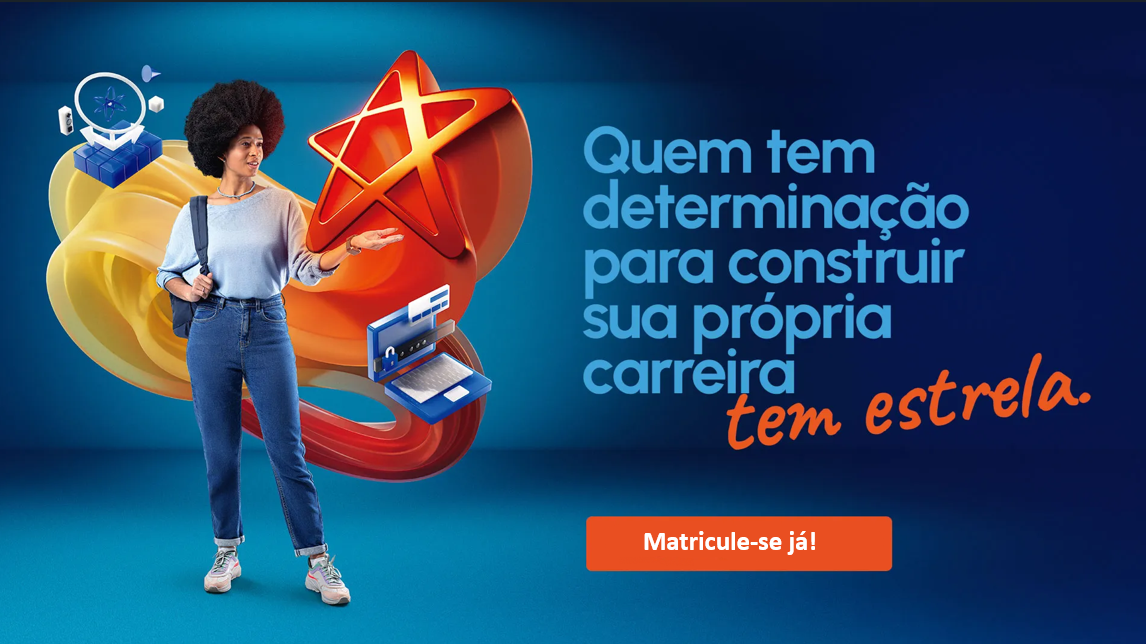 Quem tem
determinação
para construir
sua própria
carreira
tem estrela.
Matricule-se já!